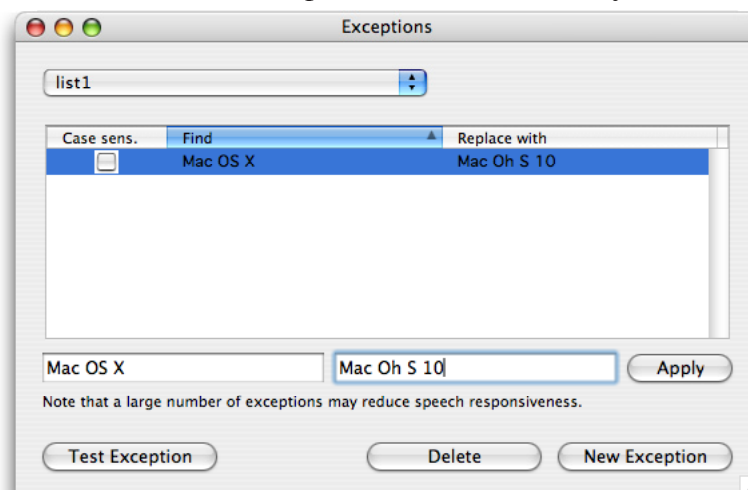 Exceptions
list1
Case sens. Find Replace with
Mac OS X Mac Oh S 10
Mac OS X Mac Oh S 10 Apply
Note that a large number of exceptions may reduce speech responsiveness.
Test Exception Delete New Exception